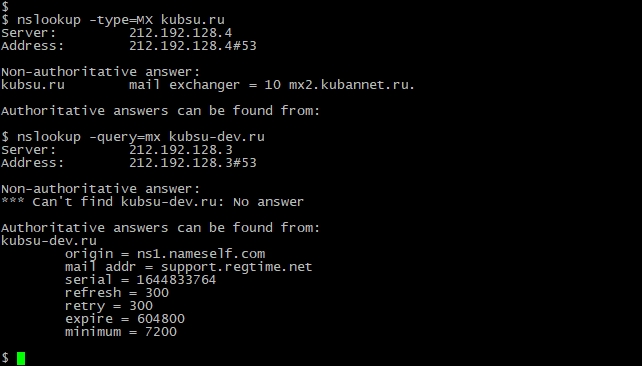 $
$ nslookup -type=MX kubsu.ru
Server:         212.192.128.4
Address:        212.192.128.4#53
Non-authoritative answer:
kubsu.ru        mail exchanger = 10 mx2.kubannet.ru.
Authoritative answers can be found from:
$ nslookup -query=mx kubsu-dev.ru
Server:         212.192.128.3
Address:        212.192.128.3#53
Non-authoritative answer:
*** Can't find kubsu-dev.ru: No answer
Authoritative answers can be found from:
kubsu-dev.ru
        origin = ns1.nameself.com
        mail addr = support.regtime.net
        serial = 1644833764
        refresh = 300
        retry = 300
        expire = 604800
        minimum = 7200
$